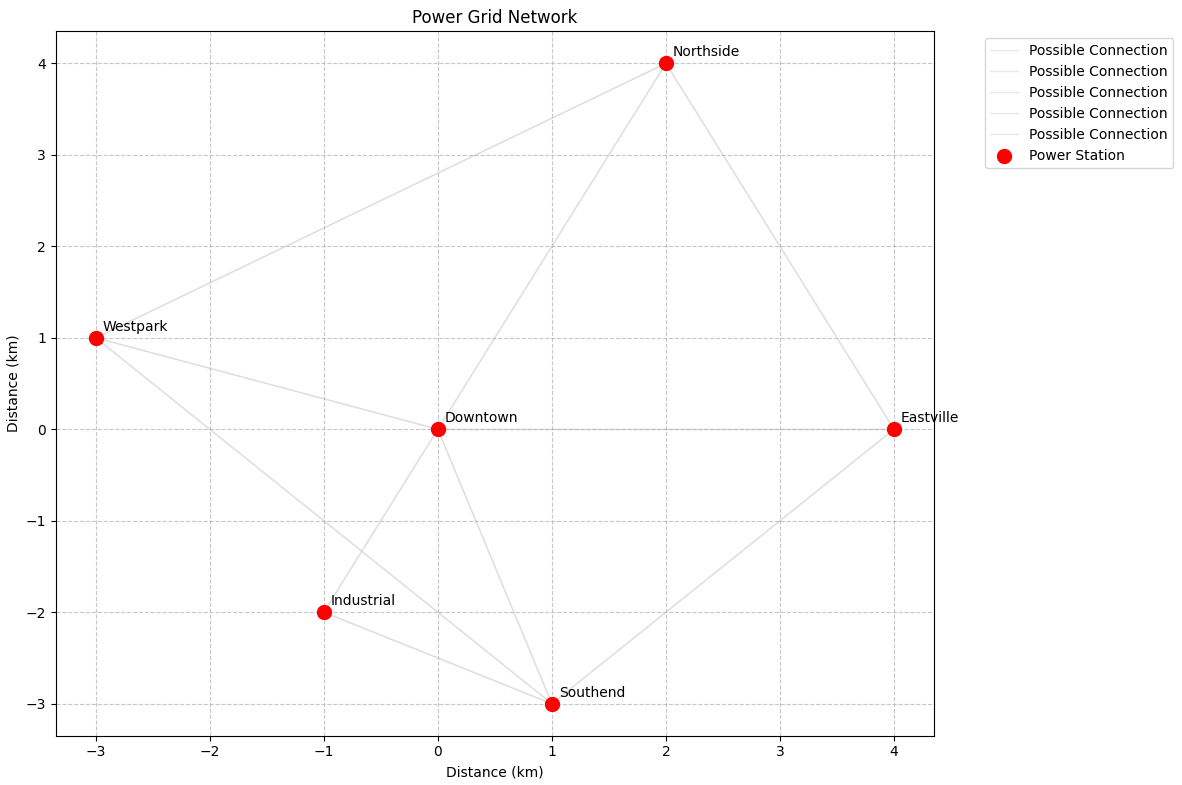 Power Grid Network
Northside
Westpark
Downtown
Eastville
Industrial
Southend
4
3
2
1
0
−1
−2
−3
Distance (km)
−3
−2
−1
0
1
2
3
4
Distance (km)
Possible Connection
Possible Connection
Possible Connection
Possible Connection
Possible Connection
Power Station